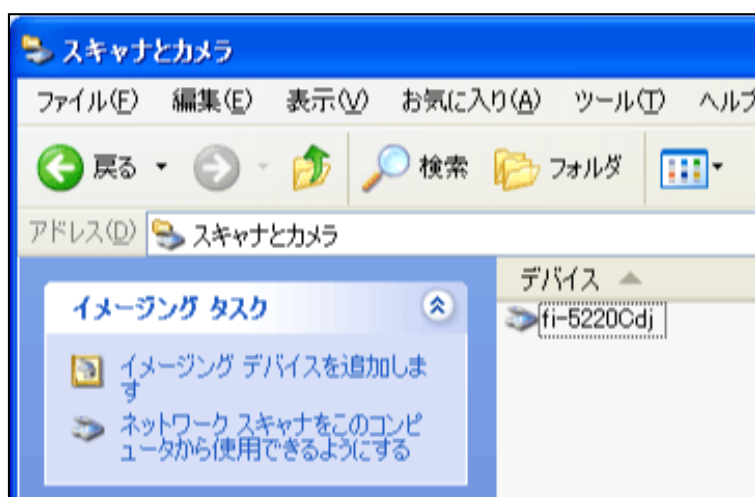 スキャナとカメラ
ファイル(F) 編集(E) 表示(V) お気に入り(A) ツール(T) ヘルプ
戻る 検索 フォルダ
アドレス(D) スキャナとカメラ
デバイス
fi-5220Cdj
イメージング タスク
イメージング デバイスを追加しま
す
ネットワーク スキャナをこのコンピ
ュータから使用できるようにする